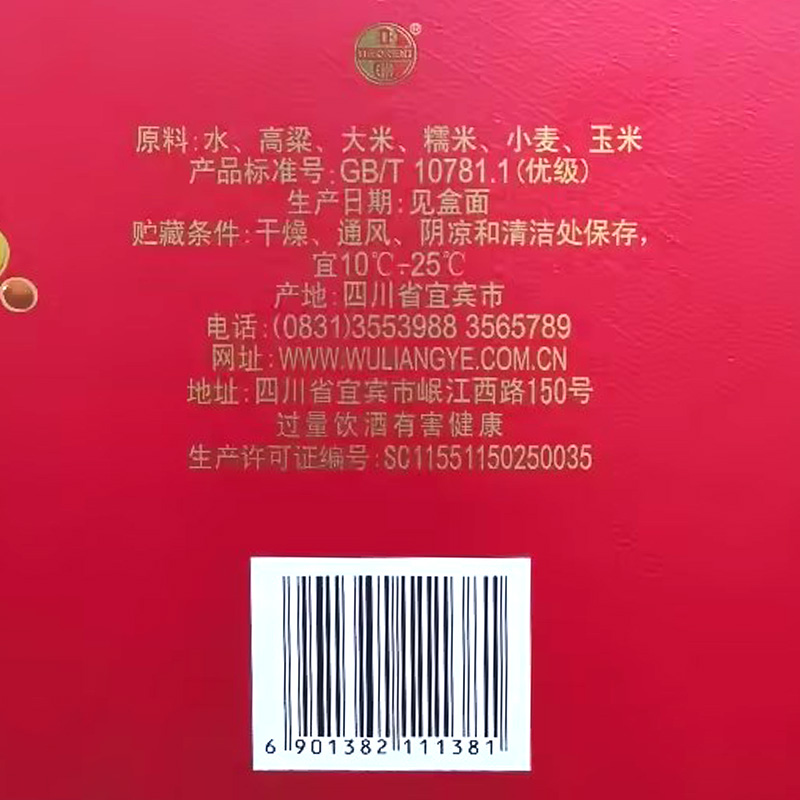 原料:水、高粱、大米、糯米、小麦、玉米
产品标准号:GB/T 10781.1(优级)
生产日期:见盒面
贮藏条件:干燥、通风、阴凉和清洁处保存，
宜10℃-25℃
产地:四川省宜宾市
电话:(0831)3553988 3565789
网址:WWW.WULIANGYE.COM.CN
地址:四川省宜宾市岷江西路150号
过量饮酒有害健康
生产许可证编号:SC11551150250035
6 901382 111381